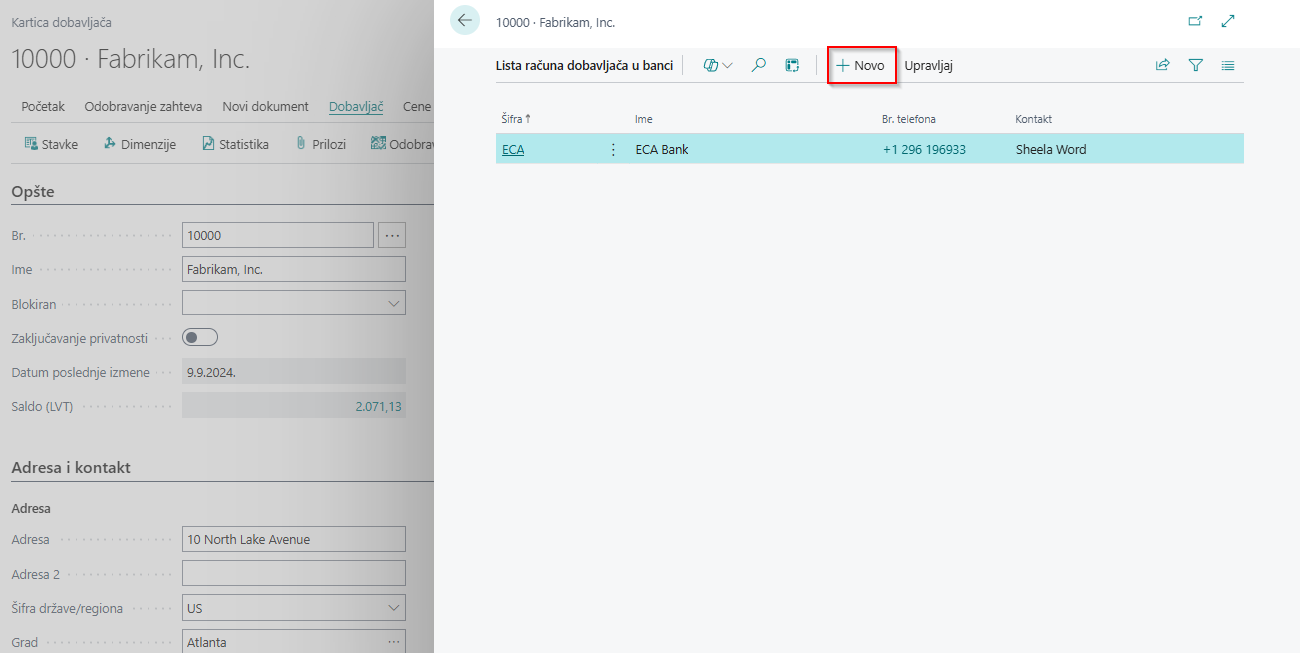 Kartica dobavljača
10000 · Fabrikam, Inc.
Početak Odobravanje zahteva Novi dokument Dobavljač Cene
Stavke Dimenzije Statistika Prilozi Odobrav
Opšte
Br. 10000
Ime Fabrikam, Inc.
Blokiran
Zaključavanje privatnosti
Datum poslednje izmene 9.9.2024.
Saldo (LVT) 2.071,13
Adresa i kontakt
Adresa
Adresa 10 North Lake Avenue
Adresa 2
Šifra države/regiona US
Grad Atlanta
10000 · Fabrikam, Inc.
Lista računa dobavljača u banci Novo Upravljaj
Šifra ↑ Ime Br. telefona Kontakt
ECA ECA Bank +1 296 196933 Sheela Word